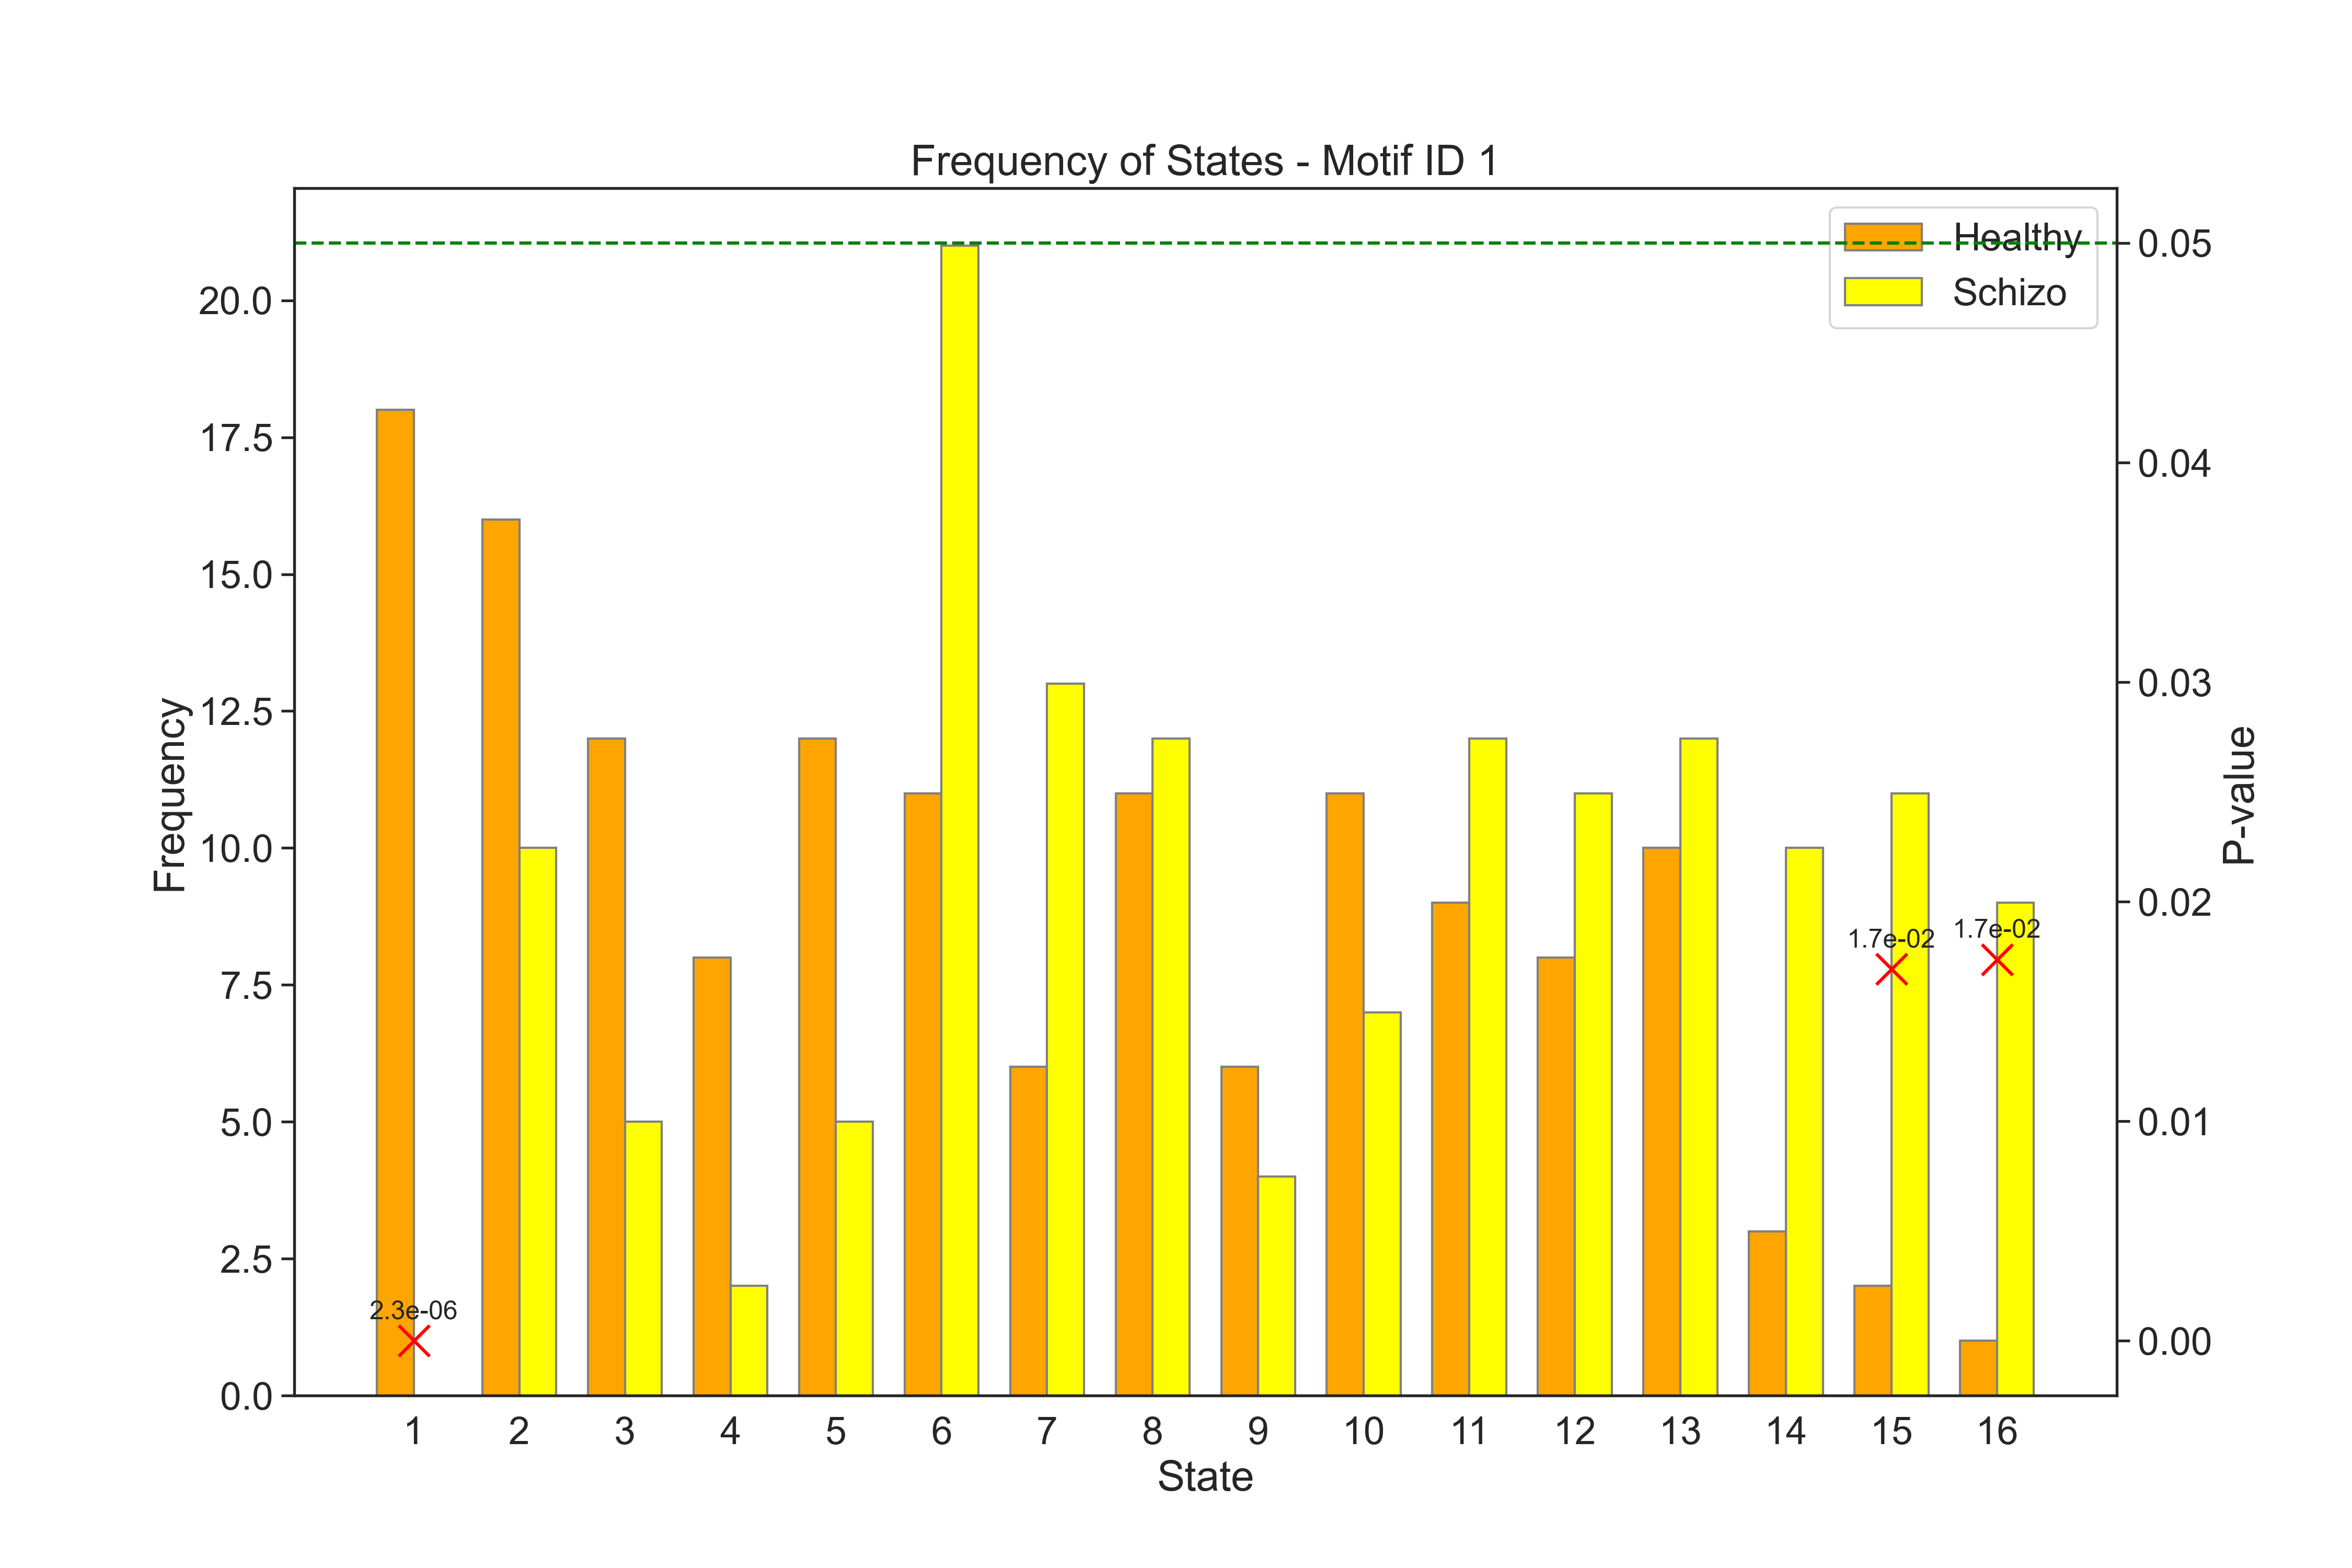 Frequency of States - Motif ID 1
Healthy
Schizo
20.0
17.5
15.0
12.5
10.0
7.5
5.0
2.5
0.0
Frequency
0.05
0.04
0.03
0.02
0.01
0.00
P-value
2.3e-06
1.7e-02
1.7e-02
1 2 3 4 5 6 7 8 9 10 11 12 13 14 15 16
State